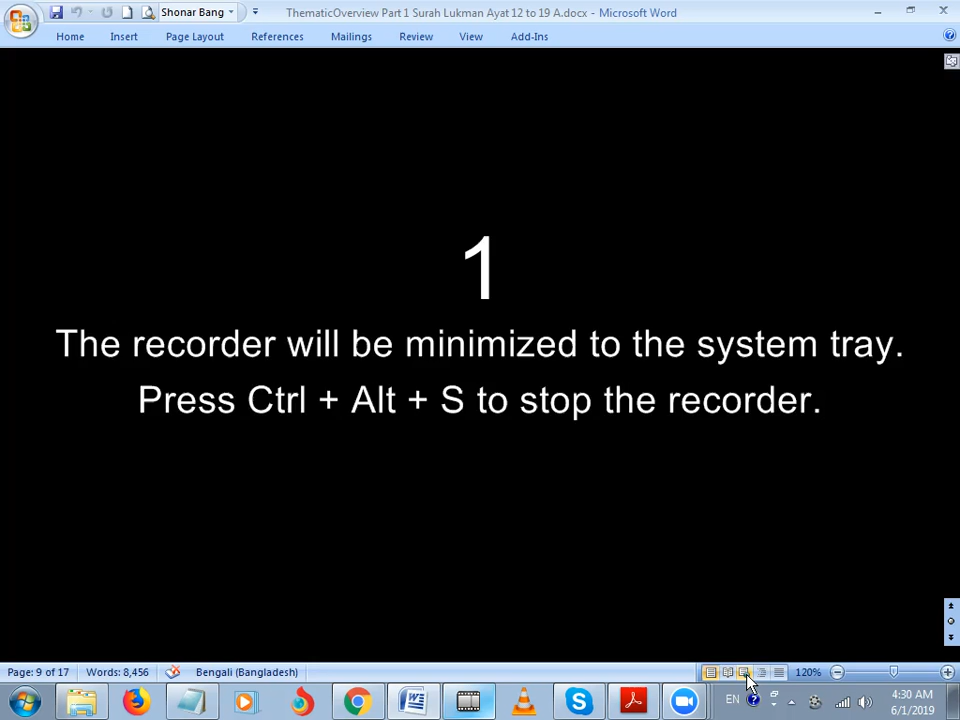 Shonar Bang
ThematicOverview Part 1 Surah Lukman Ayat 12 to 19 A.docx - Microsoft Word
Home Insert Page Layout References Mailings Review View Add-Ins
1
The recorder will be minimized to the system tray.
Press Ctrl + Alt + S to stop the recorder.
Page: 9 of 17 Words: 8,456 Bengali (Bangladesh) 120%
EN
4:30 AM
6/1/2019